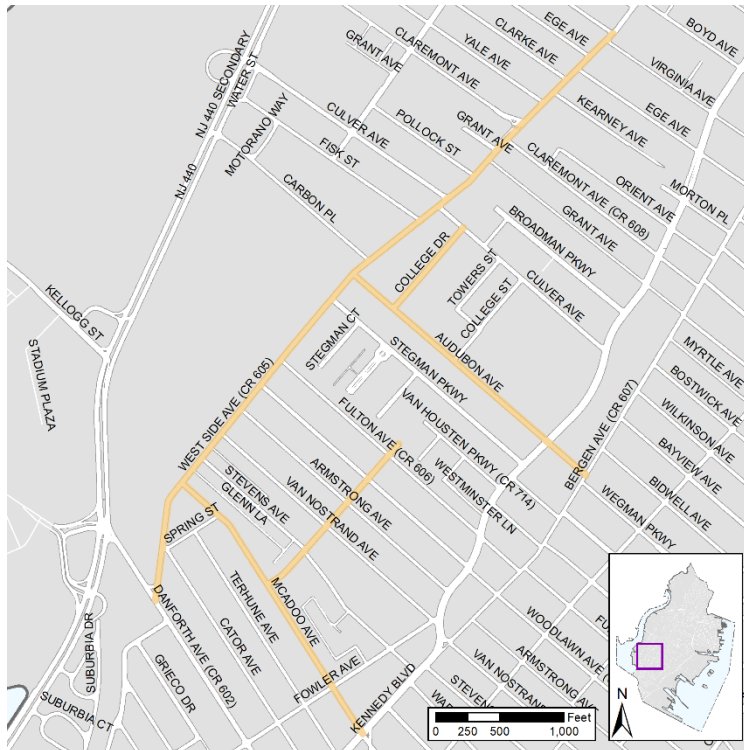 EGE AVE
BOYD AVE
CLARKE AVE
YALE AVE
GRANT AVE
CLAREMONT AVE
VIRGINIA AVE
NJ 440 SECONDARY
WATER ST
EGE AVE
KEARNEY AVE
MOTORANO WAY
CULVER AVE
POLLOCK ST
GRANT AVE
FISK ST
CLAREMONT AVE (CR 608)
ORIENT AVE
MORTON PL
NJ 440
CARBON PL
GRANT AVE
BROADMAN PKWY
COLLEGE DR
TOWERS ST
COLLEGE ST
CULVER AVE
KELLOGG ST
STADIUM PLAZA
STEGMAN CT
STEGMAN PKWY
AUDUBON AVE
MYRTLE AVE
BOSTWICK AVE
WILKINSON AVE
BAYVIEW AVE
BIDWELL AVE
WEGMAN PKWY
BERGEN AVE (CR 607)
WEST SIDE AVE (CR 605)
FULTON AVE (CR 606)
VAN HOUSTEN PKWY (CR 714)
WESTMINSTER LN
ARMSTRONG AVE
VAN NOSTRAND AVE
STEVENS AVE
GLENN LA
SPRING ST
MCADOO AVE
TERHUNE AVE
CATOR AVE
DANFORTH AVE (CR 602)
GRIECO DR
SUBURBIA DR
SUBURBIA CT
FOWLER AVE
KENNEDY BLVD
WOODLAWN AVE
FU
ARMSTRONG AVE
VAN NOSTRAND
STEVENS
WAR
N
Feet
0 250 500 1,000